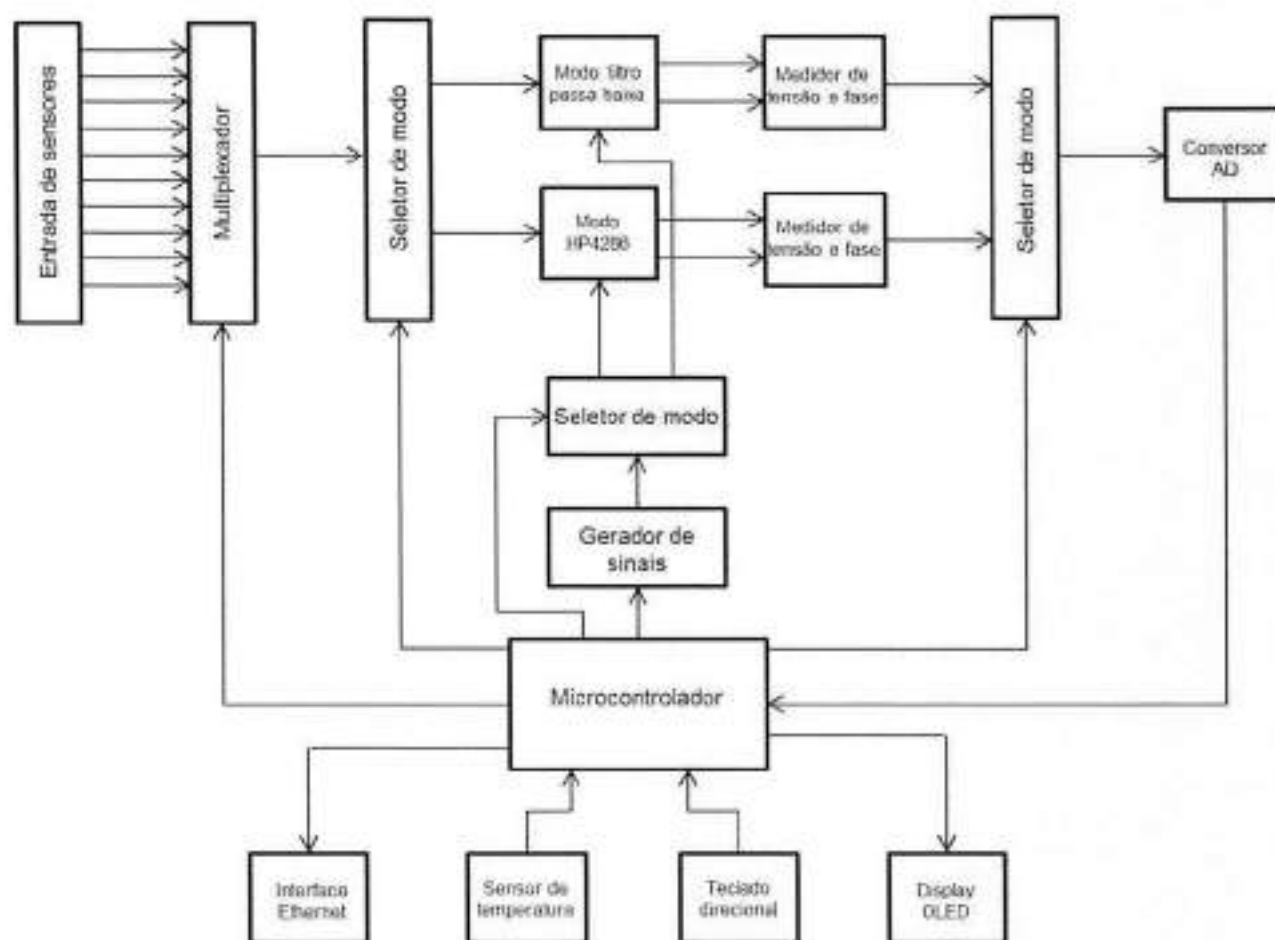 Entrada de sensores
Multiplexador
Seletor de modo
Modo filtro
passa baixa
Medidor de
tensão e fase
Modo
HP4286
Medidor de
tensão e fase
Seletor de modo
Conversor
AD
Seletor de modo
Gerador de
sinais
Microcontrolador
Interface
Ethernet
Sensor de
temperatura
Teclado
direcional
Display
OLED